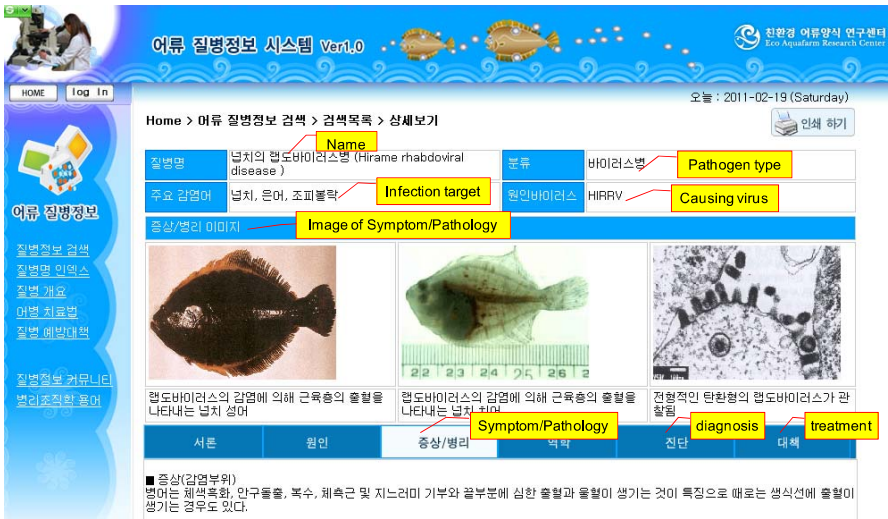 S
어류 질병정보 시스템 Ver1.0
친환경 어류양식 연구센터
Eco Aquafarm Research Center
HOME
log In
오늘 : 2011-02-19 (Saturday)
Home > 어류 질병정보 검색 > 검색목록 > 상세보기
인쇄 하기
Name
질병명
넙치의 랩도바이러스병 (Hirame rhabdoviral
disease )
분류
바이러스병
Pathogen type
주요 감염어
넙치, 은어, 조피볼락
Infection target
원인바이러스
HIRRV
Causing virus
어류 질병정보
증상/병리 이미지
Image of Symptom/Pathology
질병정보 검색
질병명 인덱스
질병 개요
어병 치료법
질병 예방대책
질병정보 커뮤니티
병리조직학 용어
22 23 24 25 26 2
랩도바이러스의 감염에 의해 근육층의 출혈을
나타내는 넙치 성어
랩도바이러스의 감염에 의해 근육층의 출혈을
나타내는 넙치 치어
전형적인 탄환형의 랩도바이러스가 관
찰됨
Symptom/Pathology
diagnosis
treatment
서론
원인
증상/병리
역학
진단
대책
■ 증상(감염부위)
병어는 체색흑화, 안구돌출, 복수, 체측근 및 지느러미 기부와 끝부분에 심한 출혈과 울혈이 생기는 것이 특징으로 때로는 생식선에 출혈이
생기는 경우도 있다.